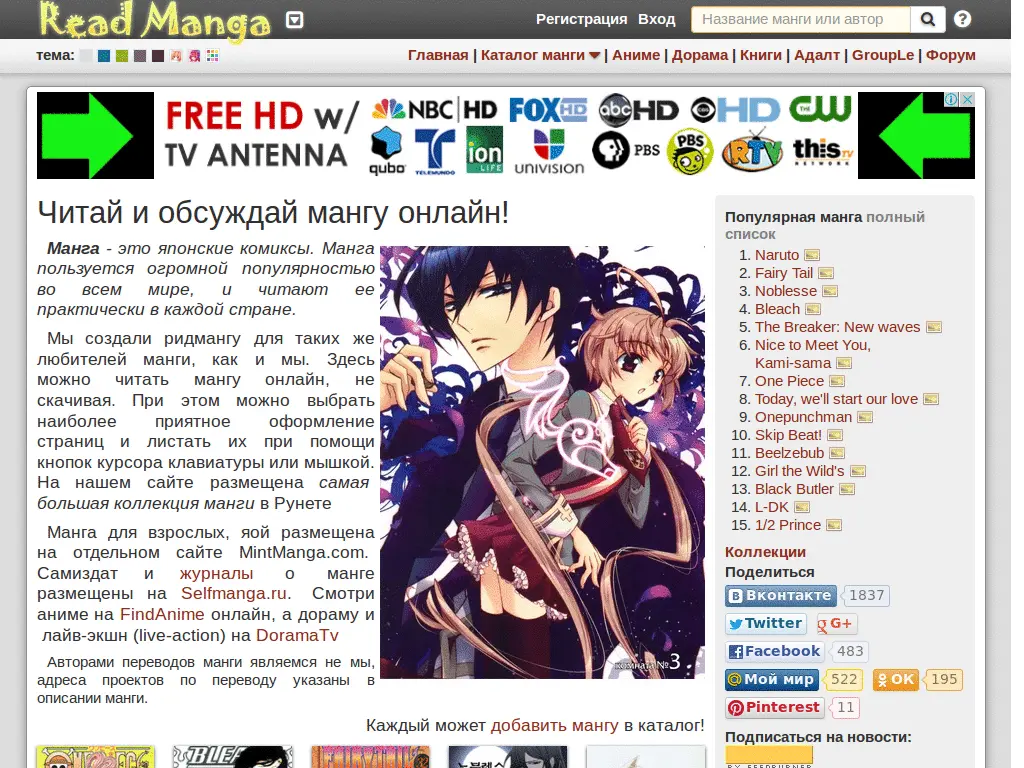 Read Manga
Регистрация Вход
Название манги или автор
?
тема:
Главная | Каталог манги | Аниме | Дорама | Книги | Адалт | GroupLe | Форум
FREE HD w/
TV ANTENNA
NBC HD FOX HD abc HD HD CW
qubo TELEMUNDO ion LIFE UNIVISION PBS PBS RTV this TV
Читай и обсуждай мангу онлайн!
Манга - это японские комиксы. Манга
пользуется огромной популярностью
во всем мире, и читают ее
практически в каждой стране.
Мы создали ридмангу для таких же
любителей манги, как и мы. Здесь
можно читать мангу онлайн, не
скачивая. При этом можно выбрать
наиболее приятное оформление
страниц и листать их при помощи
кнопок курсора клавиатуры или мышкой.
На нашем сайте размещена самая
большая коллекция манги в Рунете
Манга для взрослых, яой размещена
на отдельном сайте MintManga.com.
Самиздат и журналы о манге
размещены на Selfmanga.ru. Смотри
аниме на FindAnime онлайн, а дораму и
лайв-экшн (live-action) на DoramaTv
Авторами переводов манги являемся не мы,
адреса проектов по переводу указаны в
описании манги.
комната №3
Каждый может добавить мангу в каталог!
Популярная манга полный
список
1. Naruto
2. Fairy Tail
3. Noblesse
4. Bleach
5. The Breaker: New waves
6. Nice to Meet You,
Kami-sama
7. One Piece
8. Today, we'll start our love
9. Onepunchman
10. Skip Beat!
11. Beelzebub
12. Girl the Wild's
13. Black Butler
14. L-DK
15. 1/2 Prince
Коллекции
Поделиться
B Вконтакте 1837
Twitter G+
Facebook 483
@ Мой мир 522 OK 195
Pinterest 11
Подписаться на новости:
BY FEEDBURNER